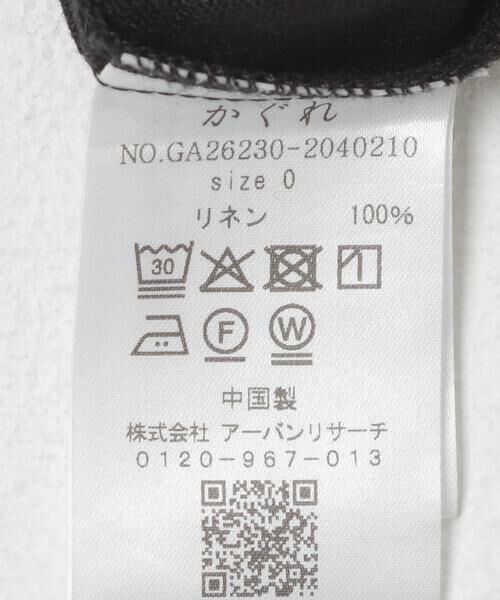 かぐれ
NO.GA26230-2040210
size 0
リネン 100%
30
F W
中国製
株式会社 アーバンリサーチ
0120-967-013